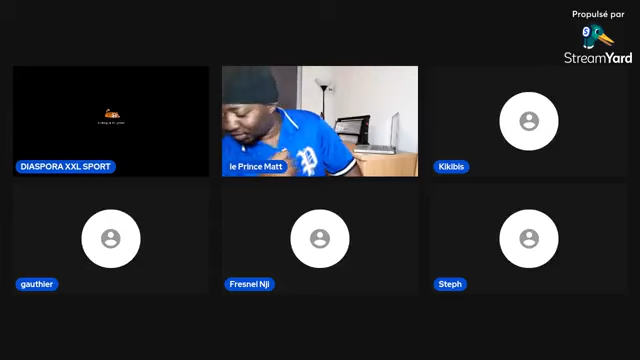 Propulsé par
StreamYard
DIASPORA XXL SPORT
le Prince Matt
Kikibis
gauthier
Fresnel Nji
Steph